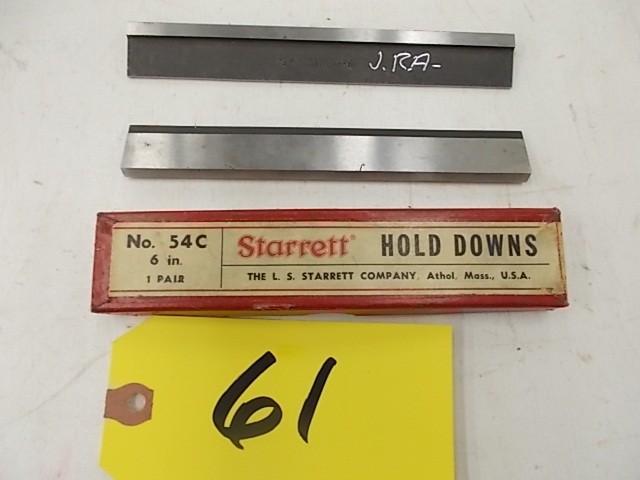 J.RA-
No. 54C
6 in.
1 PAIR
Starrett® HOLD DOWNS
THE L. S. STARRETT COMPANY, Athol, Mass., U.S.A.
61